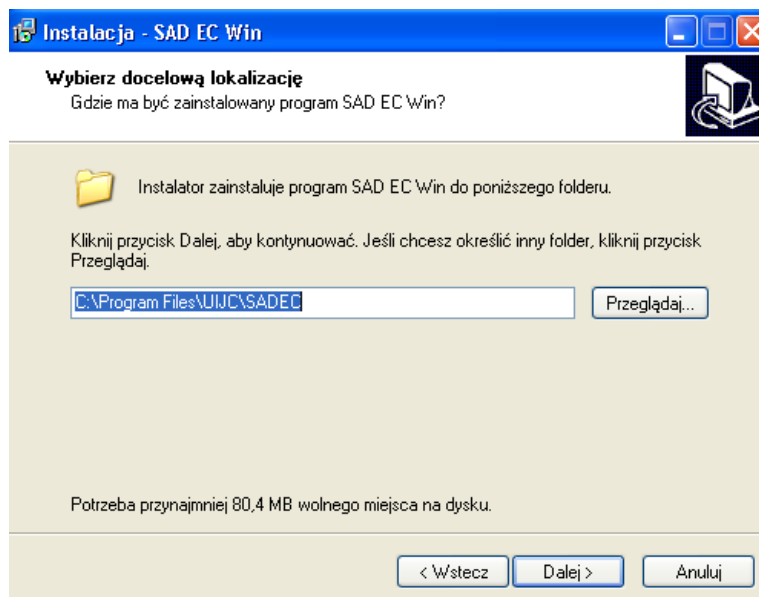 Instalacja - SAD EC Win
Wybierz docelową lokalizację
Gdzie ma być zainstalowany program SAD EC Win?
Instalator zainstaluje program SAD EC Win do poniższego folderu.
Kliknij przycisk Dalej, aby kontynuować. Jeśli chcesz określić inny folder, kliknij przycisk
Przeglądaj.
C:\Program Files\UIJC\SADEC
Przeglądaj...
Potrzeba przynajmniej 80,4 MB wolnego miejsca na dysku.
< Wstecz Dalej > Anuluj